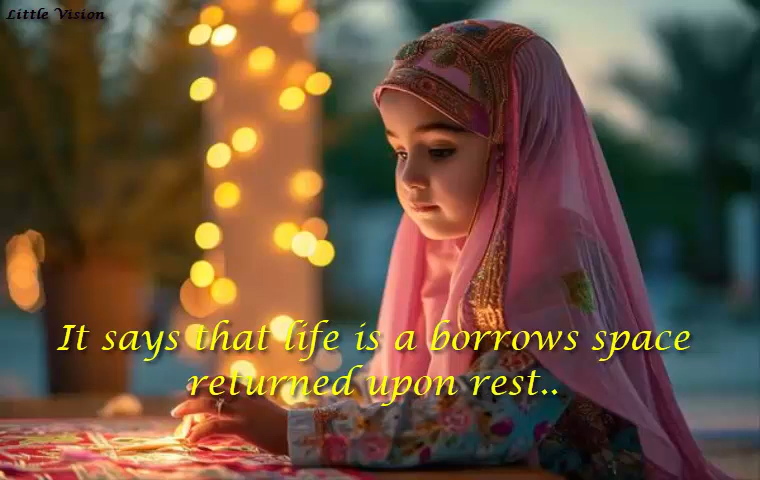 Little Vision
It says that life is a borrows space
returned upon rest..